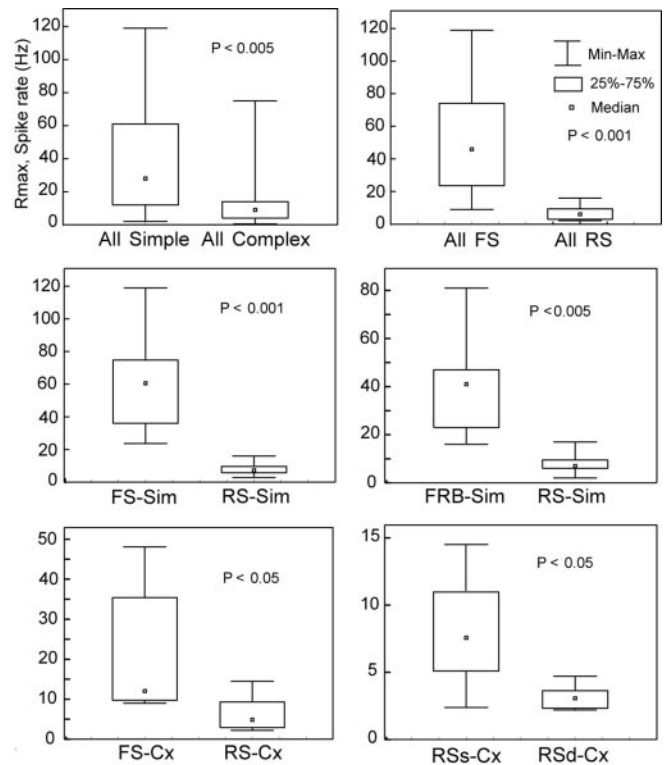 Rmax, Spike rate (Hz)
120
100
80
60
40
20
0
P < 0.005
All Simple All Complex
120
100
80
60
40
20
0
Min-Max
25%-75%
Median
P < 0.001
All FS All RS
120
100
80
60
40
20
0
P < 0.001
FS-Sim RS-Sim
80
60
40
20
0
P <0.005
FRB-Sim RS-Sim
50
40
30
20
10
0
P < 0.05
FS-Cx RS-Cx
15
10
5
0
P < 0.05
RSs-Cx RSd-Cx